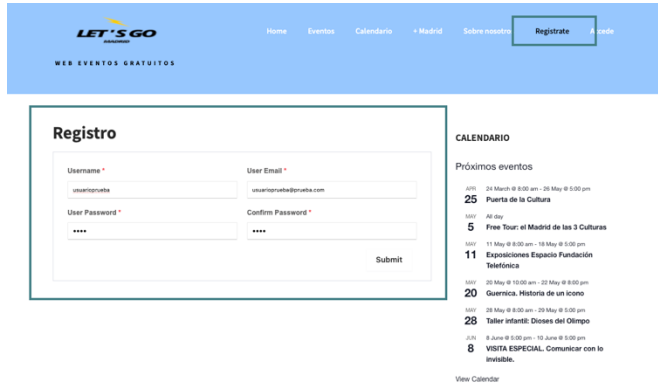 LET'S GO
MADRID
WEB EVENTOS GRATUITOS
Home Eventos Calendario + Madrid Sobre nosotro Regístrate Accede
Registro
Username * User Email *
usuarioprueba usuarioprueba@prueba.com
User Password * Confirm Password *
•••• ••••
Submit
CALENDARIO
Próximos eventos
APR 24 March @ 8:00 am - 26 May @ 5:00 pm
25 Puerta de la Cultura
MAY All day
5 Free Tour: el Madrid de las 3 Culturas
MAY 11 May @ 8:00 am - 18 May @ 5:00 pm
11 Exposiciones Espacio Fundación
Telefónica
MAY 20 May @ 10:00 am - 22 May @ 8:00 pm
20 Guernica. Historia de un icono
MAY 28 May @ 8:00 am - 29 May @ 5:00 pm
28 Taller infantil: Dioses del Olimpo
JUN 8 June @ 5:00 pm - 10 June @ 5:00 pm
8 VISITA ESPECIAL. Comunicar con lo
invisible.
View Calendar